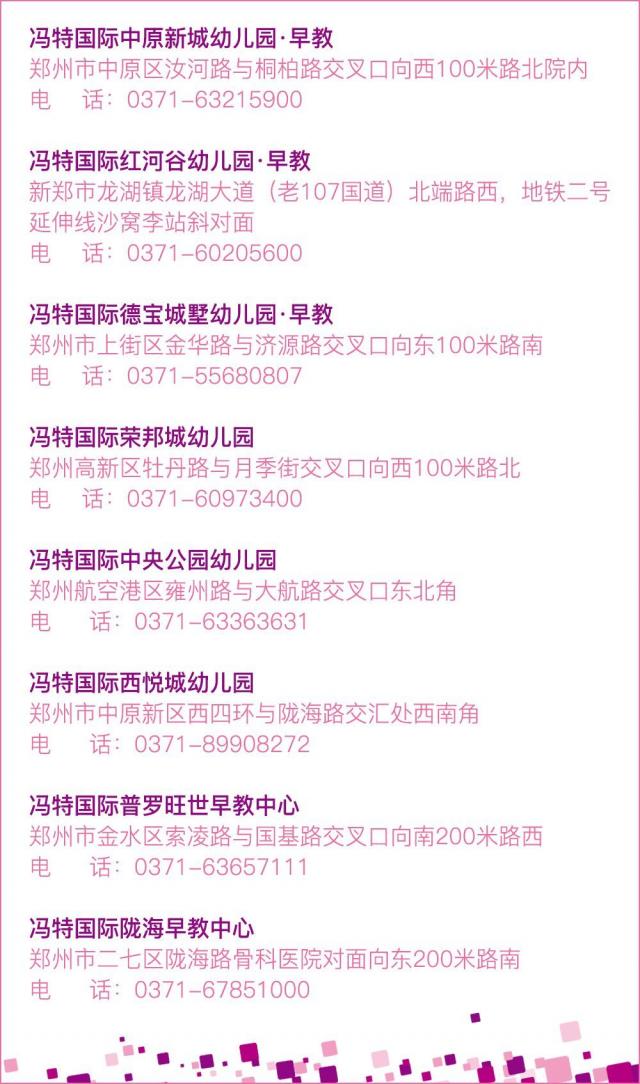 冯特国际中原新城幼儿园·早教
郑州市中原区汝河路与桐柏路交叉口向西100米路北院内
电 话：0371-63215900
冯特国际红河谷幼儿园·早教
新郑市龙湖镇龙湖大道（老107国道）北端路西，地铁二号
延伸线沙窝李站斜对面
电 话：0371-60205600
冯特国际德宝城墅幼儿园·早教
郑州市上街区金华路与济源路交叉口向东100米路南
电 话：0371-55680807
冯特国际荣邦城幼儿园
郑州高新区牡丹路与月季街交叉口向西100米路北
电 话：0371-60973400
冯特国际中央公园幼儿园
郑州航空港区雍州路与大航路交叉口东北角
电 话：0371-63363631
冯特国际西悦城幼儿园
郑州市中原新区西四环与陇海路交汇处西南角
电 话：0371-89908272
冯特国际普罗旺世早教中心
郑州市金水区索凌路与国基路交叉口向南200米路西
电 话：0371-63657111
冯特国际陇海早教中心
郑州市二七区陇海路骨科医院对面向东200米路南
电 话：0371-67851000